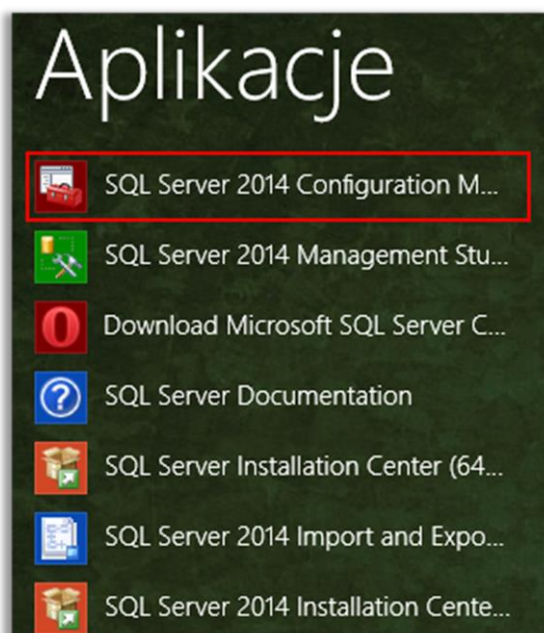 Aplikacje
SQL Server 2014 Configuration M...
SQL Server 2014 Management Stu...
Download Microsoft SQL Server C...
SQL Server Documentation
SQL Server Installation Center (64...
SQL Server 2014 Import and Expo...
SQL Server 2014 Installation Cente...